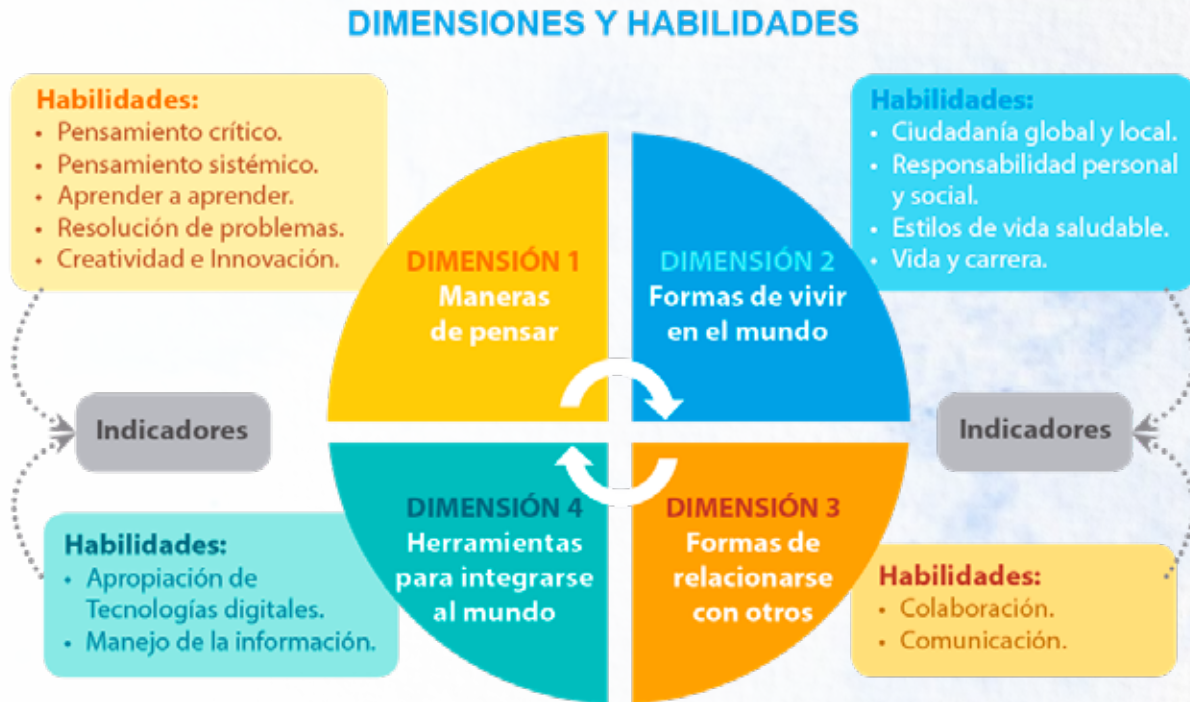 DIMENSIONES Y HABILIDADES
Habilidades:
• Pensamiento crítico.
• Pensamiento sistémico.
• Aprender a aprender.
• Resolución de problemas.
• Creatividad e Innovación.
Habilidades:
• Ciudadanía global y local.
• Responsabilidad personal
y social.
• Estilos de vida saludable.
• Vida y carrera.
DIMENSIÓN 1
Maneras
de pensar
DIMENSIÓN 2
Formas de vivir
en el mundo
Indicadores
Indicadores
DIMENSIÓN 4
Herramientas
para integrarse
al mundo
DIMENSIÓN 3
Formas de
relacionarse
con otros
Habilidades:
• Apropiación de
Tecnologías digitales.
• Manejo de la información.
Habilidades:
• Colaboración.
• Comunicación.